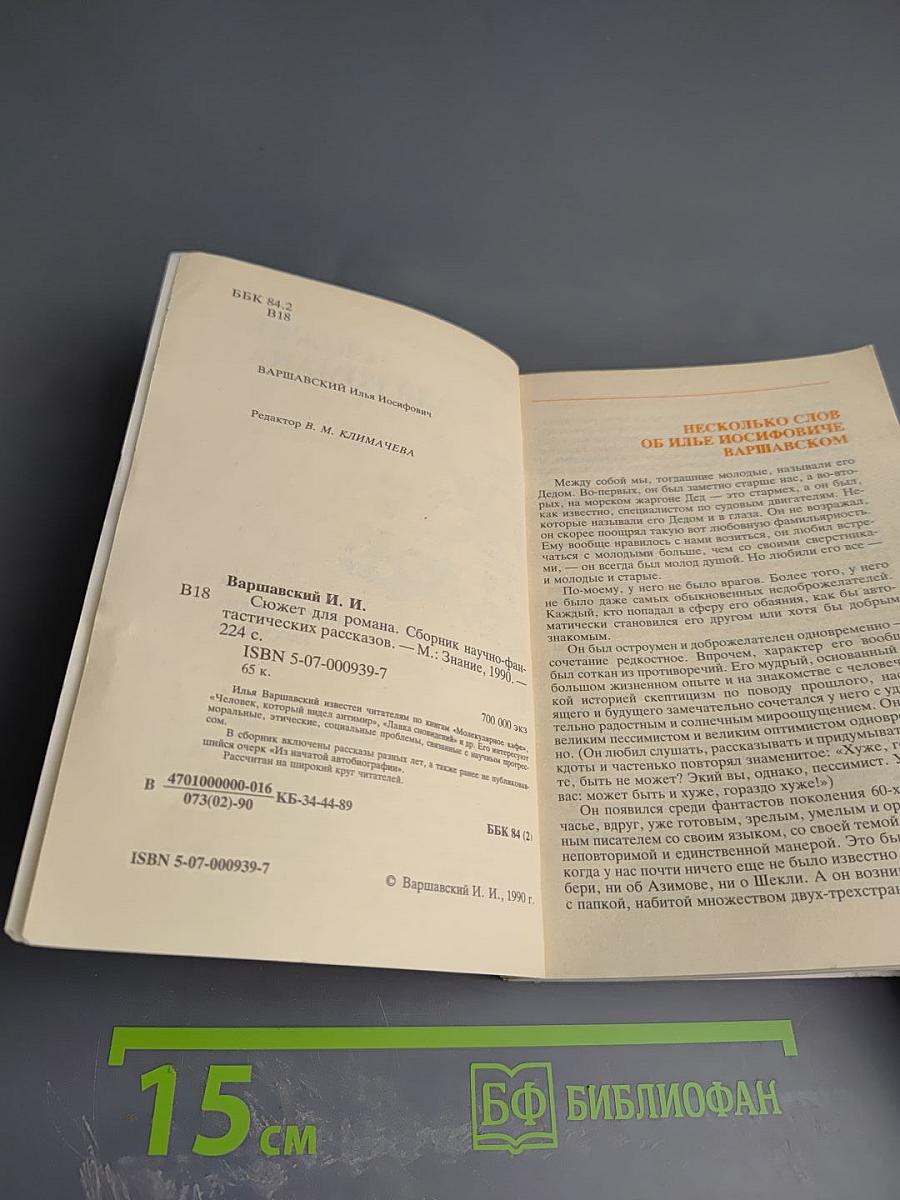 ББК 84.2
В18
ВАРШАВСКИЙ Илья Иосифович
Редактор В. М. КЛИМАЧЕВА
Варшавский И. И.
В18 Сюжет для романа. Сборник научно-фан-
тастических рассказов. — М.: Знание, 1990. —
224 с.
ISBN 5-07-000939-7
65 к.
700 000 экз
Илья Варшавский известен читателям по книгам «Молекулярное кафе»,
«Человек, который видел антимир», «Лавка сновидений» и др. Его интересуют
моральные, этические, социальные проблемы, связанные с научным прогрес-
сом.
В сборник включены рассказы разных лет, а также ранее не публиковав-
шийся очерк «Из начатой автобиографии».
Рассчитан на широкий круг читателей.
В 4701000000-016 КБ-34-44-89
073(02)-90
ББК 84 (2)
ISBN 5-07-000939-7
© Варшавский И. И., 1990 г.
НЕСКОЛЬКО СЛОВ
ОБ ИЛЬЕ ИОСИФОВИЧЕ
ВАРШАВСКОМ
Между собой мы, тогдашние молодые, называли его
Дедом. Во-первых, он был заметно старше нас, а во-вто-
рых, на морском жаргоне Дед — это стармех, а он был,
как известно, специалистом по судовым двигателям. Не-
которые называли его Дедом и в глаза. Он не возражал,
он скорее поощрял такую вот любовную фамильярность.
Ему вообще нравилось с нами возиться, он любил встре-
чаться с молодыми больше, чем со своими сверстника-
ми, — он всегда был молод душой. Но любили его все —
и молодые и старые.
По-моему, у него не было врагов. Более того, у него
не было даже самых обыкновенных недоброжелателей.
Каждый, кто попадал в сферу его обаяния, как бы авто-
матически становился его другом или хотя бы добрым
знакомым.
Он был остроумен и доброжелателен одновременно —
сочетание редкостное. Впрочем, характер его вообщ
был соткан из противоречий. Его мудрый, основанный
большом жизненном опыте и на знакомстве с человеч
кой историей скептицизм по поводу прошлого, нас
ящего и будущего замечательно сочетался у него с уд
тельно радостным и солнечным мироощущением. Он
великим пессимистом и великим оптимистом одновре
но. (Он любил слушать, рассказывать и придумыват
кдоты и частенько повторял знаменитое: «Хуже, г
те, быть не может? Экий вы, однако, пессимист. У
вас: может быть и хуже, гораздо хуже!»)
Он появился среди фантастов поколения 60-х
часье, вдруг, уже готовым, зрелым, умелым и ор
ным писателем со своим языком, со своей темой
неповторимой и единственной манерой. Это бы
когда у нас почти ничего еще не было известно
бери, ни об Азимове, ни о Шекли. А он возни
с папкой, набитой множеством двух-трехстран
15 см
БФ БИБЛИОФАН